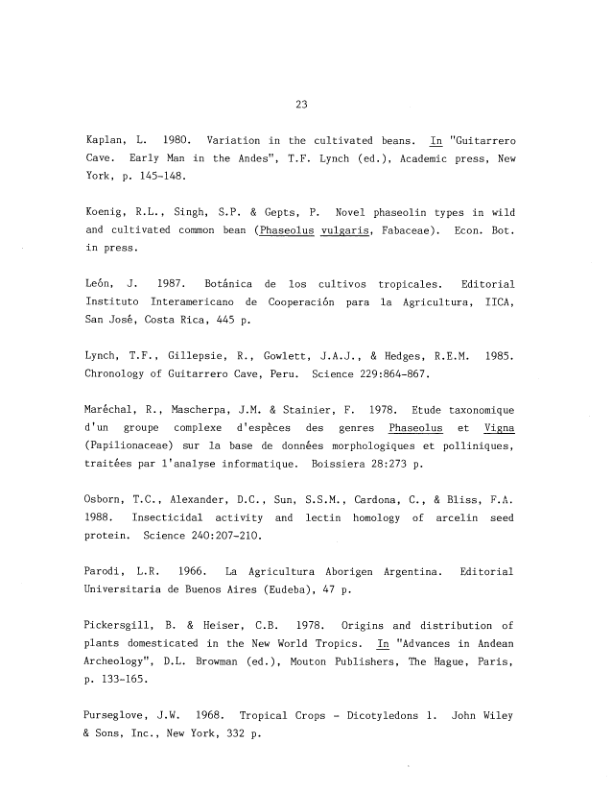 23
Kaplan, L. 1980. Variation in the cultivated beans. In "Guitarrero
Cave. Early Man in the Andes", T.F. Lynch (ed.), Academic press, New
York, p. 145-148.
Koenig, R.L., Singh, S.P. & Gepts, P. Novel phaseolin types in wild
and cultivated common bean (Phaseolus vulgaris, Fabaceae). Econ. Bot.
in press.
León, J. 1987. Botánica de los cultivos tropicales. Editorial
Instituto Interamericano de Cooperación para la Agricultura, IICA,
San José, Costa Rica, 445 p.
Lynch, T.F., Gillepsie, R., Gowlett, J.A.J., & Hedges, R.E.M. 1985.
Chronology of Guitarrero Cave, Peru. Science 229:864-867.
Maréchal, R., Mascherpa, J.M. & Stainier, F. 1978. Etude taxonomique
d'un groupe complexe d'espèces des genres Phaseolus et Vigna
(Papilionaceae) sur la base de données morphologiques et polliniques,
traitées par l'analyse informatique. Boissiera 28:273 p.
Osborn, T.C., Alexander, D.C., Sun, S.S.M., Cardona, C., & Bliss, F.A.
1988. Insecticidal activity and lectin homology of arcelin seed
protein. Science 240:207-210.
Parodi, L.R. 1966. La Agricultura Aborigen Argentina. Editorial
Universitaria de Buenos Aires (Eudeba), 47 p.
Pickersgill, B. & Heiser, C.B. 1978. Origins and distribution of
plants domesticated in the New World Tropics. In "Advances in Andean
Archeology", D.L. Browman (ed.), Mouton Publishers, The Hague, Paris,
p. 133-165.
Purseglove, J.W. 1968. Tropical Crops - Dicotyledons 1. John Wiley
& Sons, Inc., New York, 332 p.